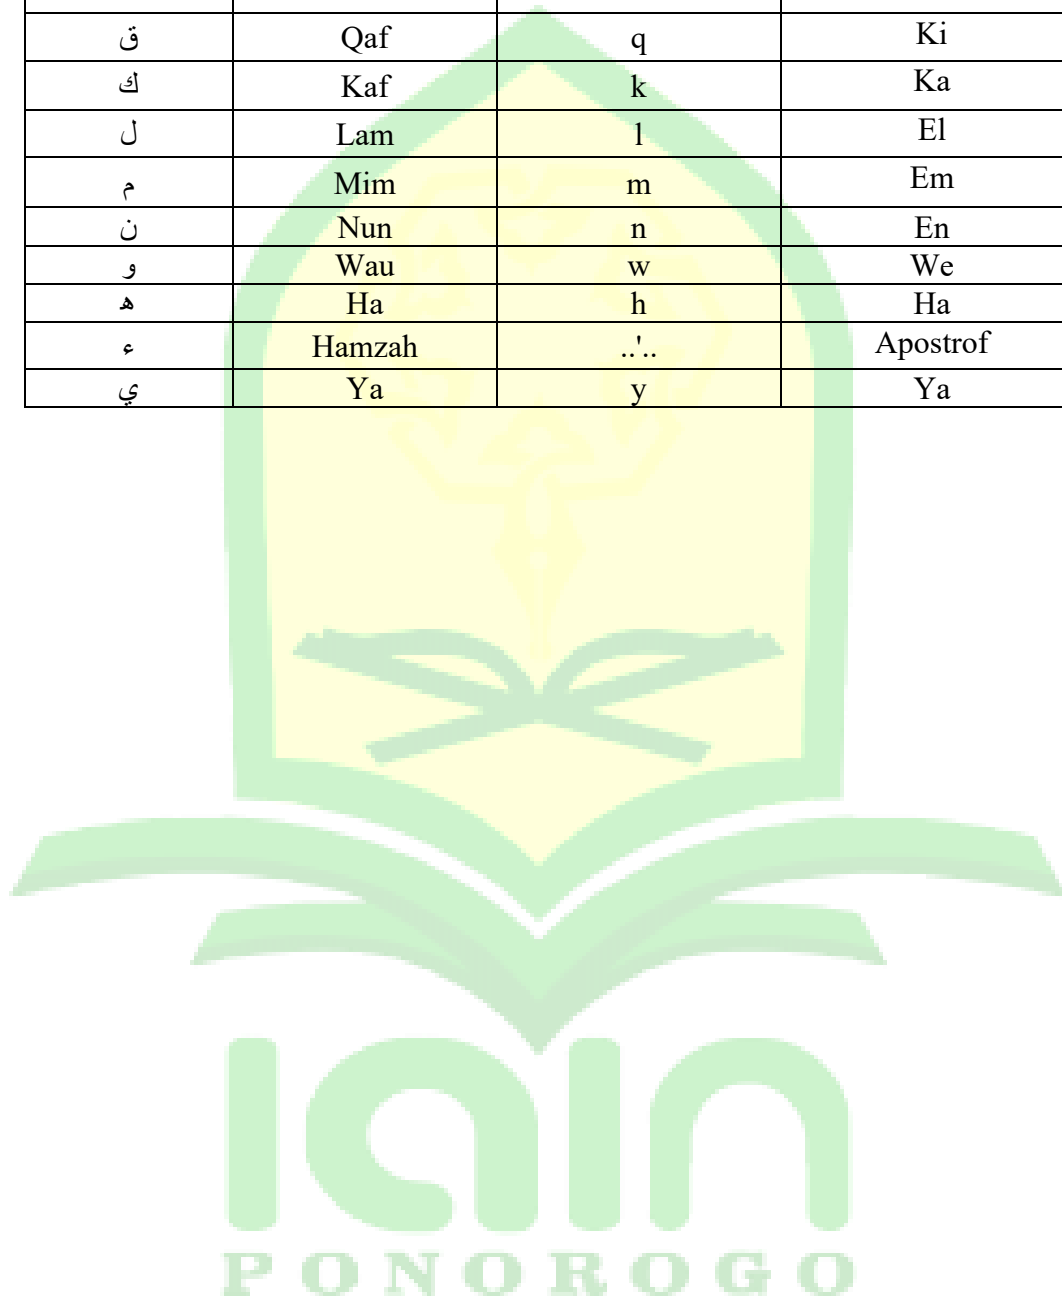 ق Qaf q Ki
ك Kaf k Ka
ل Lam l El
م Mim m Em
ن Nun n En
و Wau w We
ه Ha h Ha
ء Hamzah ..'.. Apostrof
ي Ya y Ya
IAIN
PONOROGO